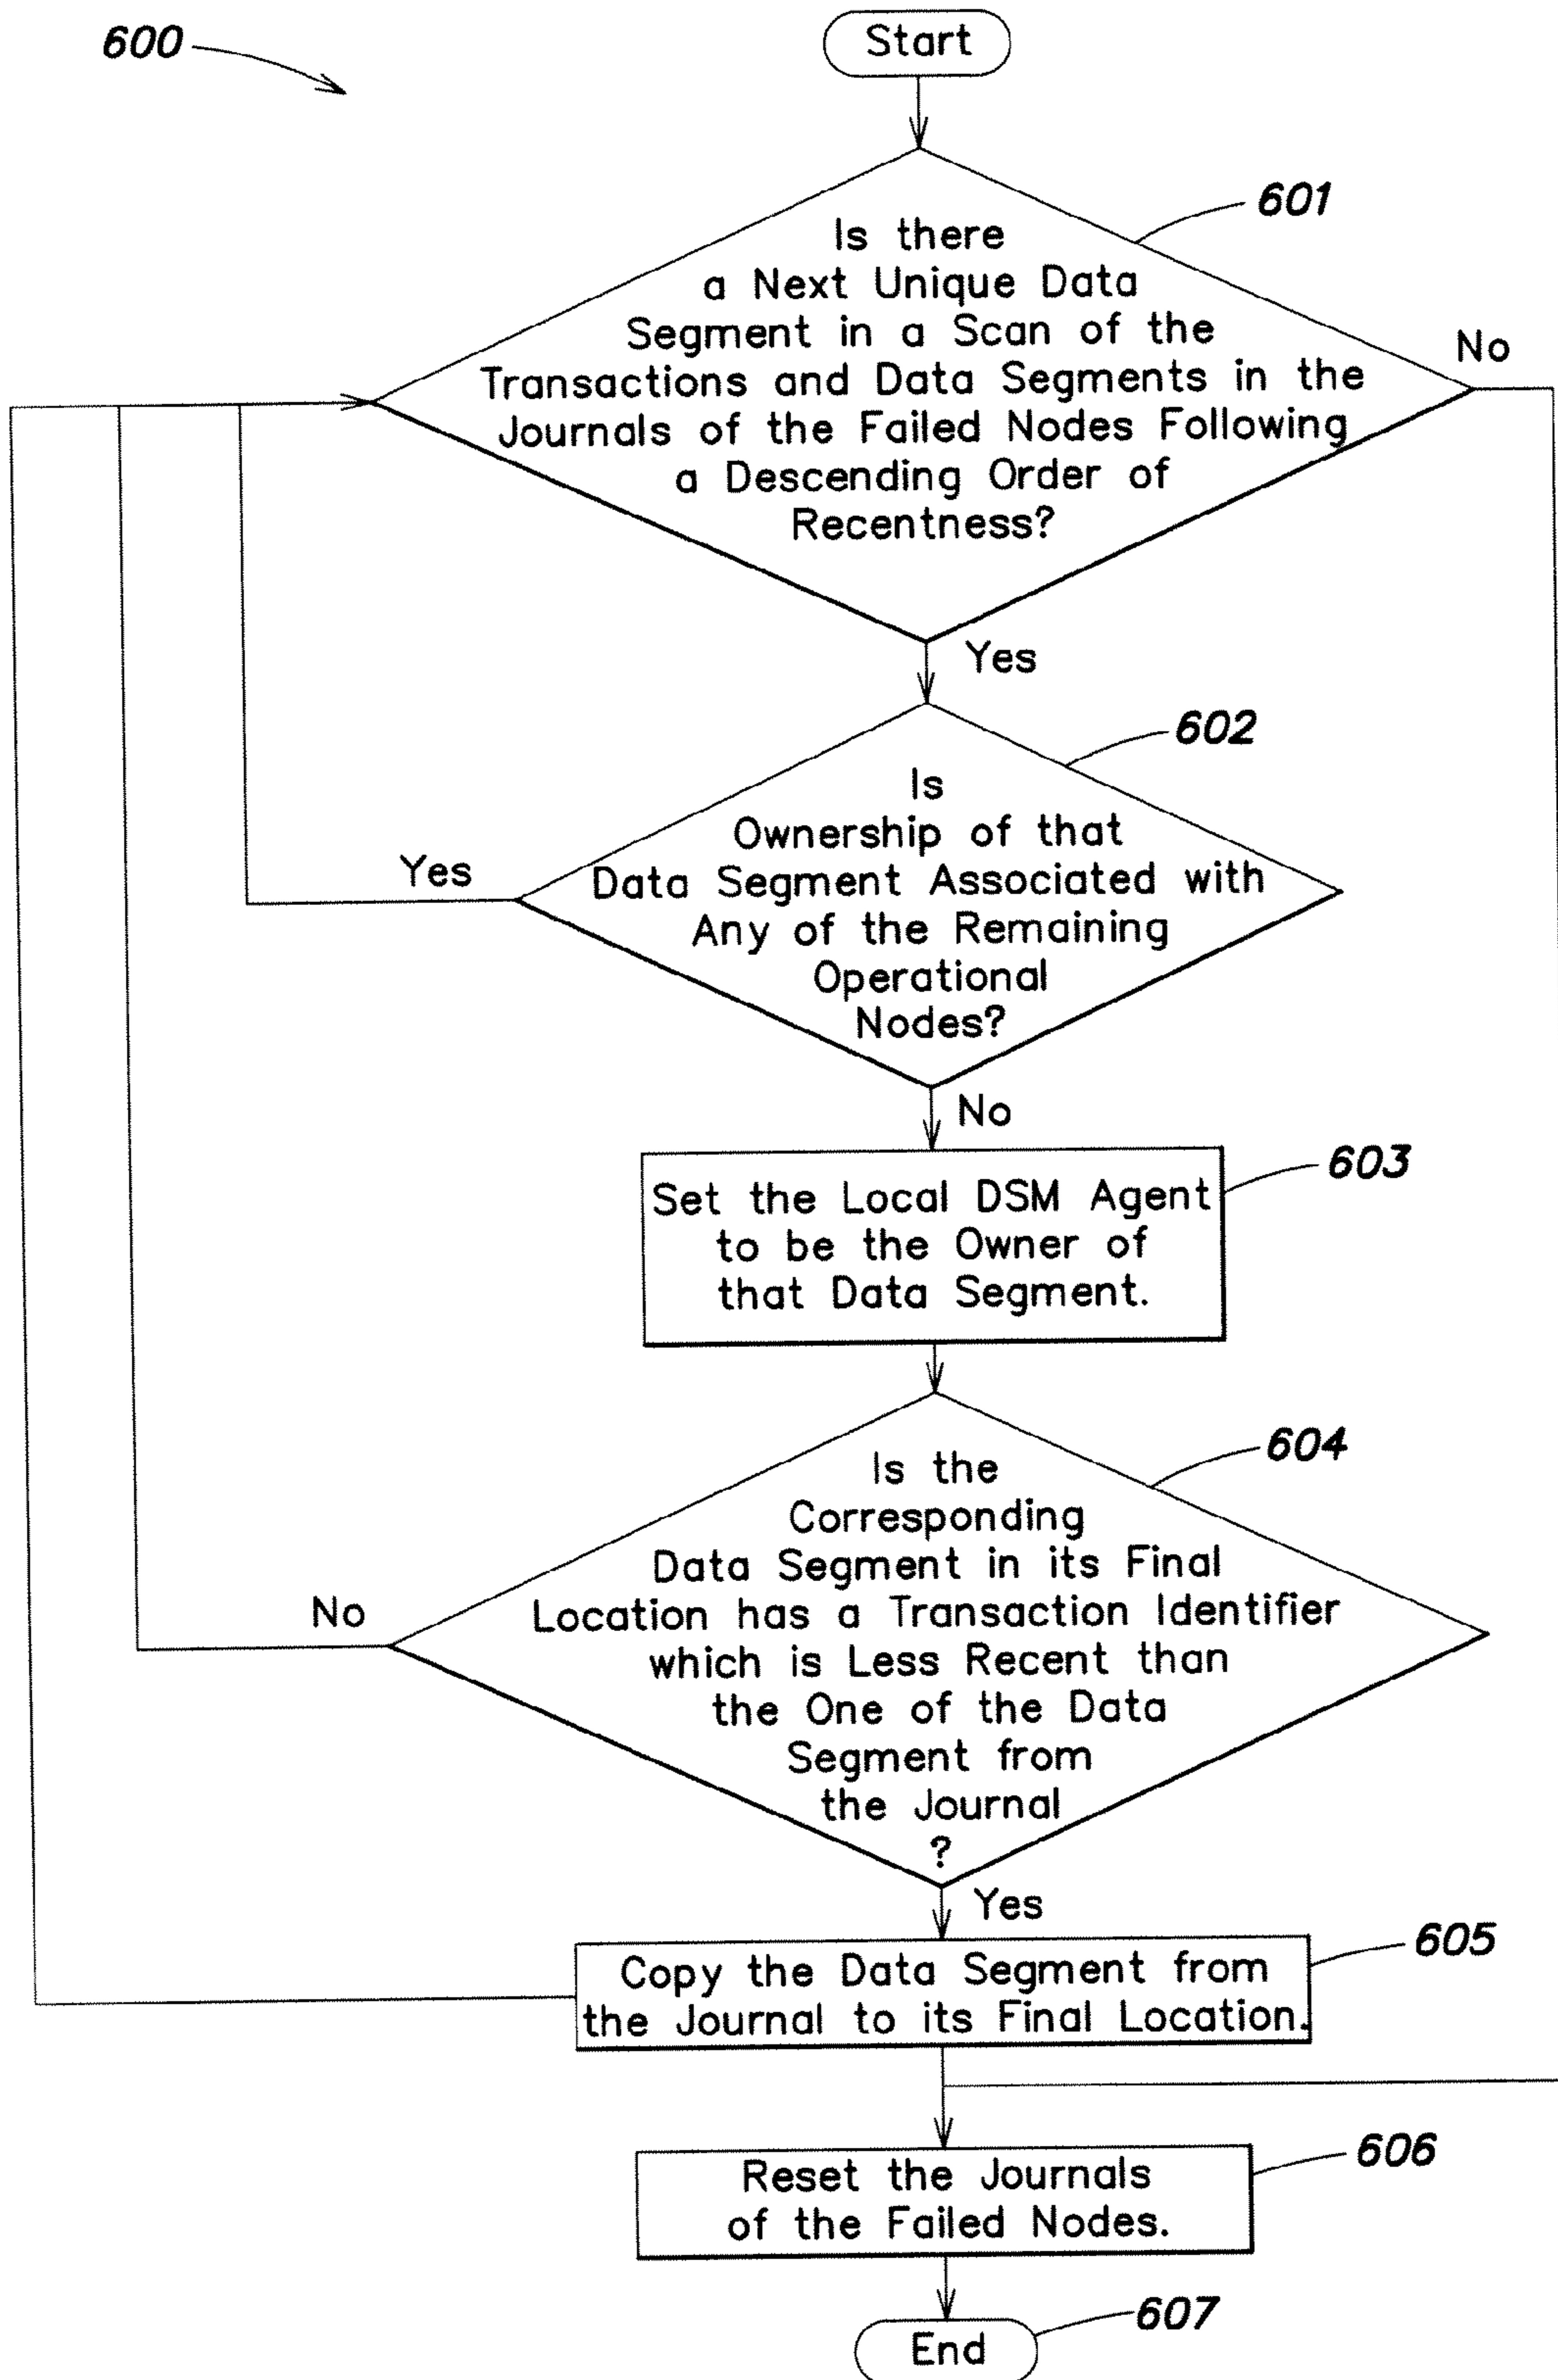 600
Start
601
Is there
a Next Unique Data
Segment in a Scan of the
Transactions and Data Segments in the
Journals of the Failed Nodes Following
a Descending Order of
Recentness?
No
Yes
602
Is
Ownership of that
Data Segment Associated with
Any of the Remaining
Operational
Nodes?
Yes
No
603
Set the Local DSM Agent
to be the Owner of
that Data Segment.
604
Is the
Corresponding
Data Segment in its Final
Location has a Transaction Identifier
which is Less Recent than
the One of the Data
Segment from
the Journal
?
No
Yes
605
Copy the Data Segment from
the Journal to its Final Location.
606
Reset the Journals
of the Failed Nodes.
607
End